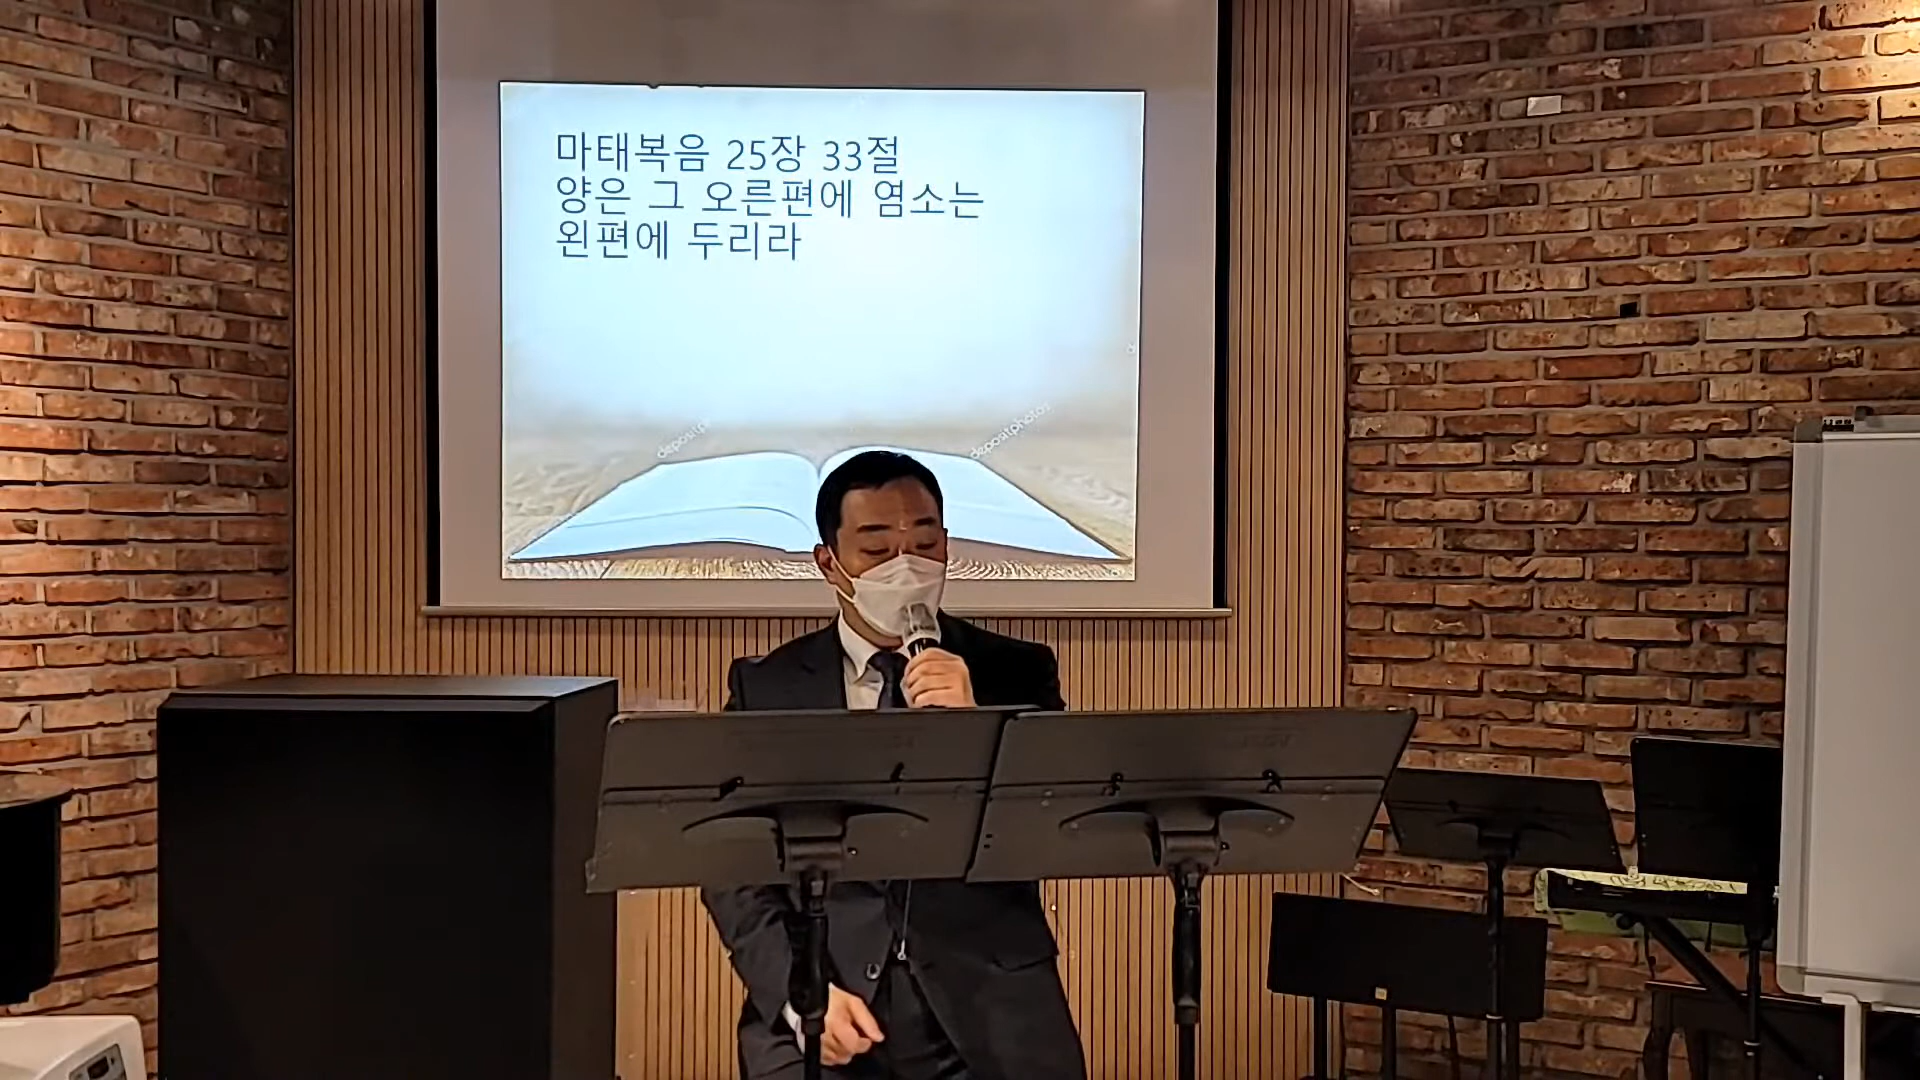 마태복음 25장 33절
양은 그 오른편에 염소는
왼편에 두리라
depositphotos